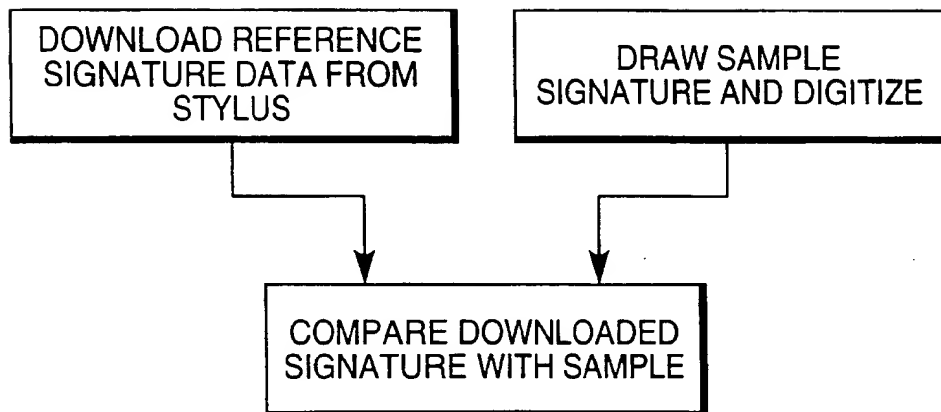 DOWNLOAD REFERENCE
SIGNATURE DATA FROM
STYLUS
DRAW SAMPLE
SIGNATURE AND DIGITIZE
COMPARE DOWNLOADED
SIGNATURE WITH SAMPLE